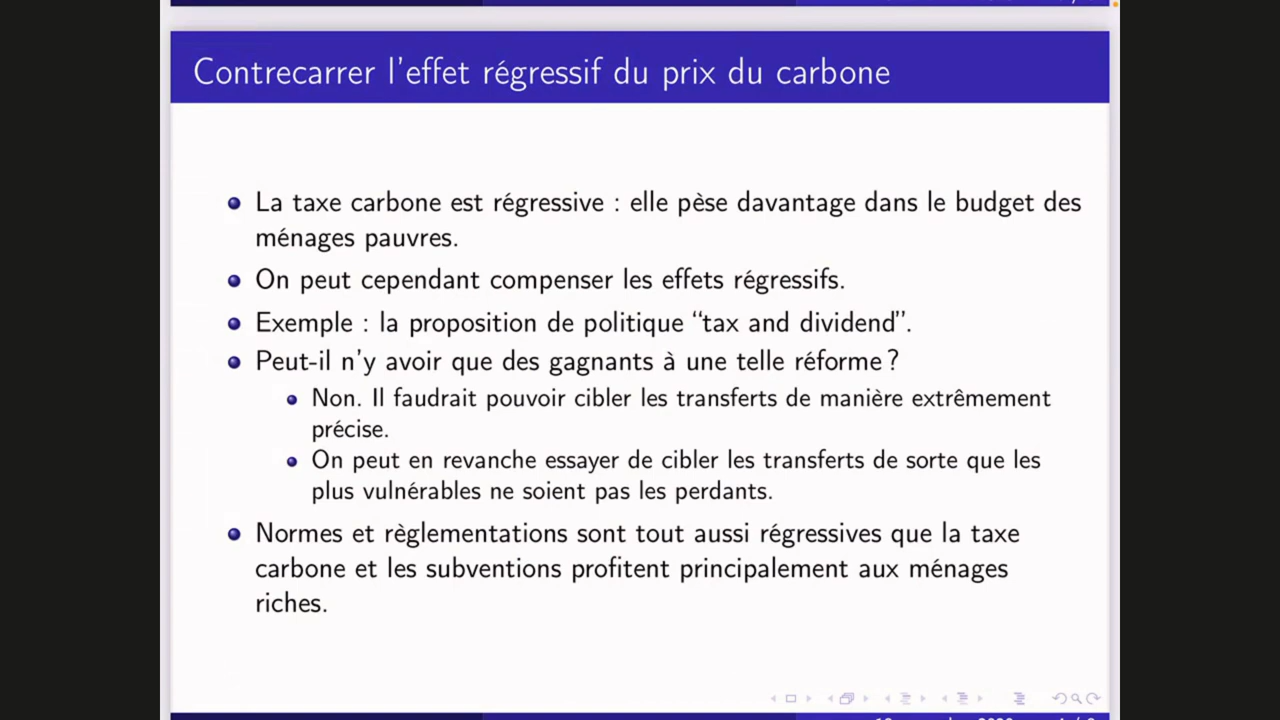 Contrecarrer l'effet régressif du prix du carbone
La taxe carbone est régressive : elle pèse davantage dans le budget des
ménages pauvres.
On peut cependant compenser les effets régressifs.
Exemple : la proposition de politique “tax and dividend”.
Peut-il n'y avoir que des gagnants à une telle réforme ?
Non. Il faudrait pouvoir cibler les transferts de manière extrêmement
précise.
On peut en revanche essayer de cibler les transferts de sorte que les
plus vulnérables ne soient pas les perdants.
Normes et règlementations sont tout aussi régressives que la taxe
carbone et les subventions profitent principalement aux ménages
riches.